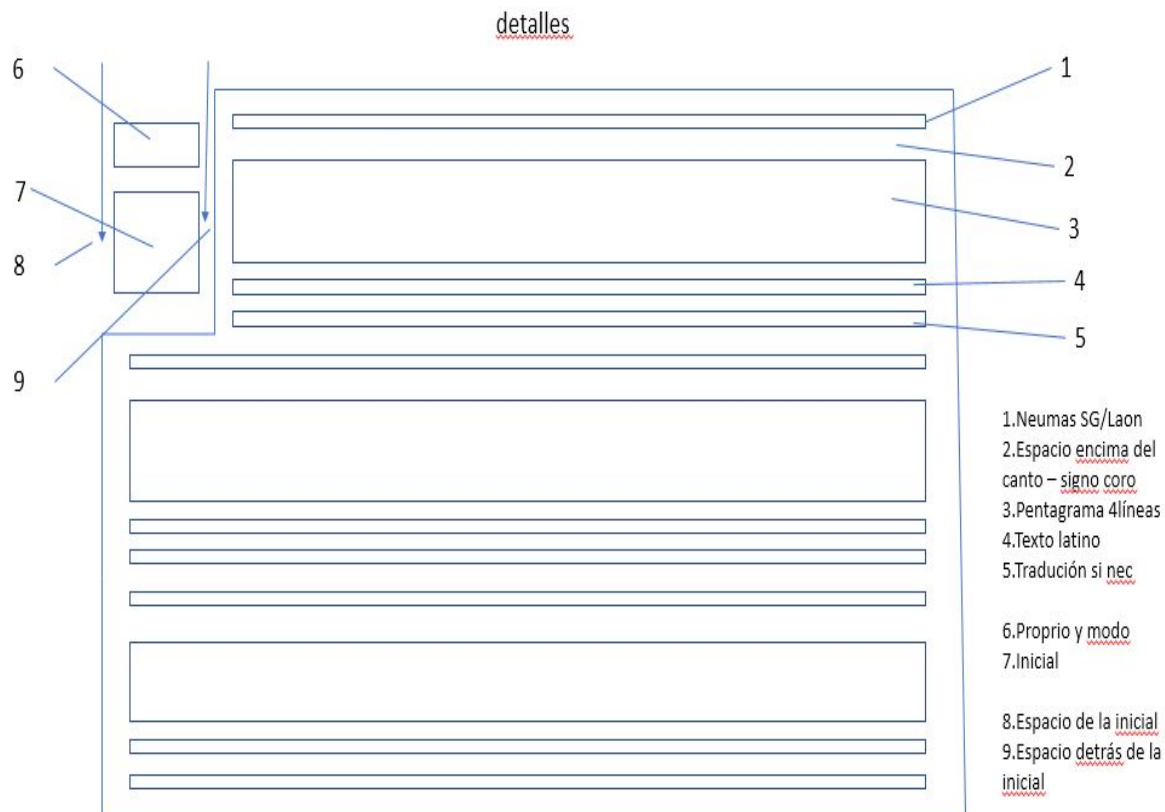 detalles
6
1
2
7
3
8
4
5
9
1.Neumas SG/Laon
2.Espacio encima del
canto – signo coro
3.Pentagrama 4líneas
4.Texto latino
5.Tradución si nec
6.Proprio y modo
7.Inicial
8.Espacio de la inicial
9.Espacio detrás de la
inicial